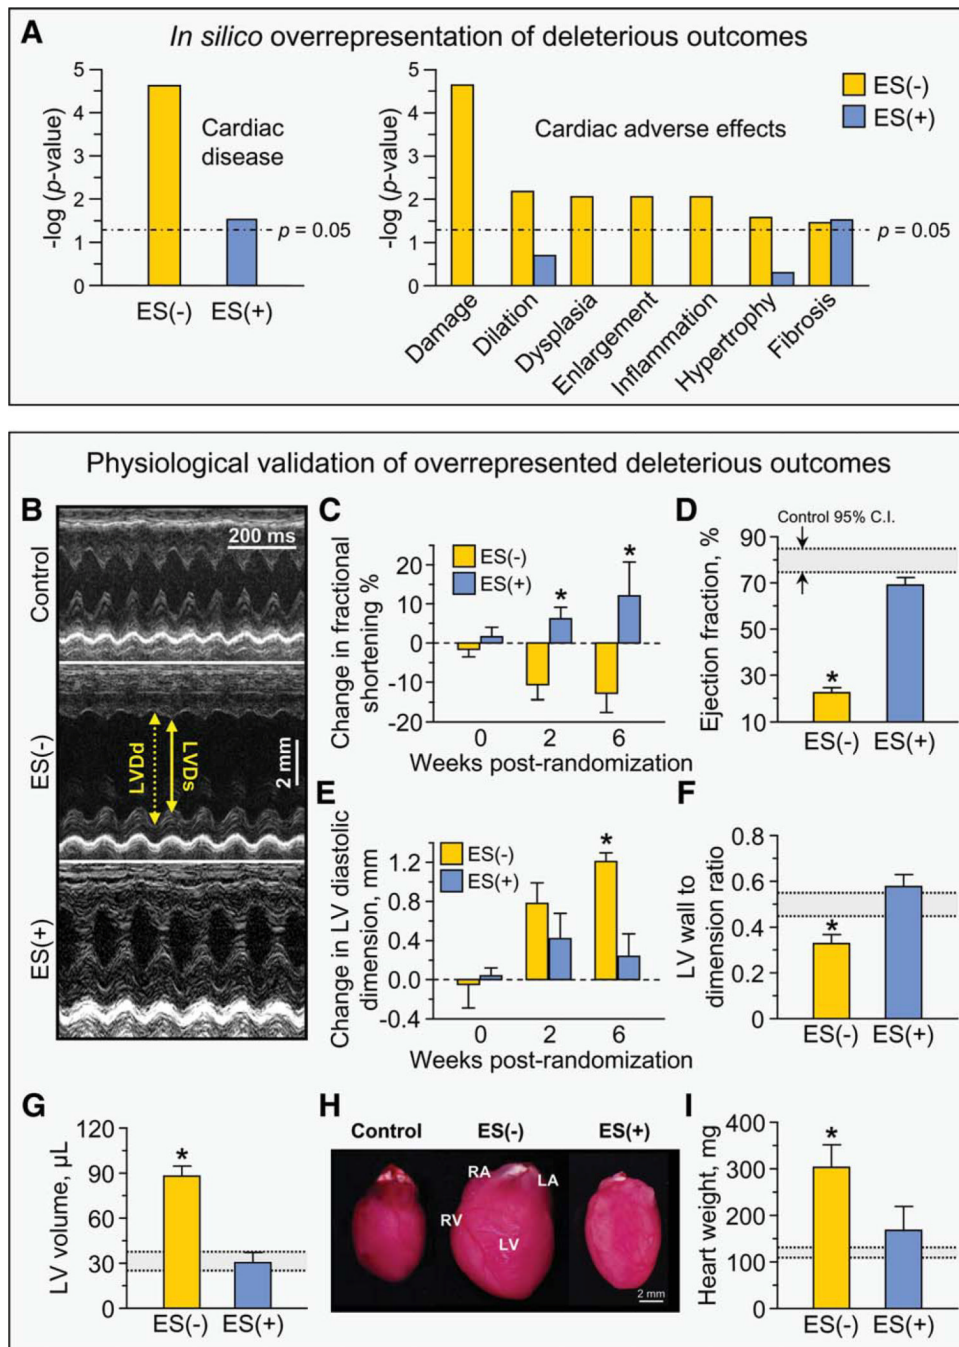 A
In silico overrepresentation of deleterious outcomes
-log (p-value)
5
4
3
2
1
0
Cardiac
disease
p = 0.05
ES(-)
ES(+)
-log (p-value)
5
4
3
2
1
0
Cardiac adverse effects
ES(-)
ES(+)
p = 0.05
Damage
Dilation
Dysplasia
Enlargement
Inflammation
Hypertrophy
Fibrosis
Physiological validation of overrepresented deleterious outcomes
B
Control
200 ms
ES(-)
LVDd
LVDs
2 mm
ES(+)
C
Change in fractional
shortening %
20
10
0
-10
-20
ES(-)
ES(+)
*
*
0
2
6
Weeks post-randomization
D
Control 95% C.I.
Ejection fraction, %
90
70
50
30
10
*
ES(-)
ES(+)
E
Change in LV diastolic
dimension, mm
1.2
0.8
0.4
0.0
-0.4
ES(-)
ES(+)
*
0
2
6
Weeks post-randomization
F
LV wall to
dimension ratio
0.8
0.6
0.4
0.2
0
*
ES(-)
ES(+)
G
LV volume, µL
120
90
60
30
0
*
ES(-)
ES(+)
H
Control
ES(-)
ES(+)
RA
LA
RV
LV
2 mm
I
Heart weight, mg
400
300
200
100
0
*
ES(-)
ES(+)